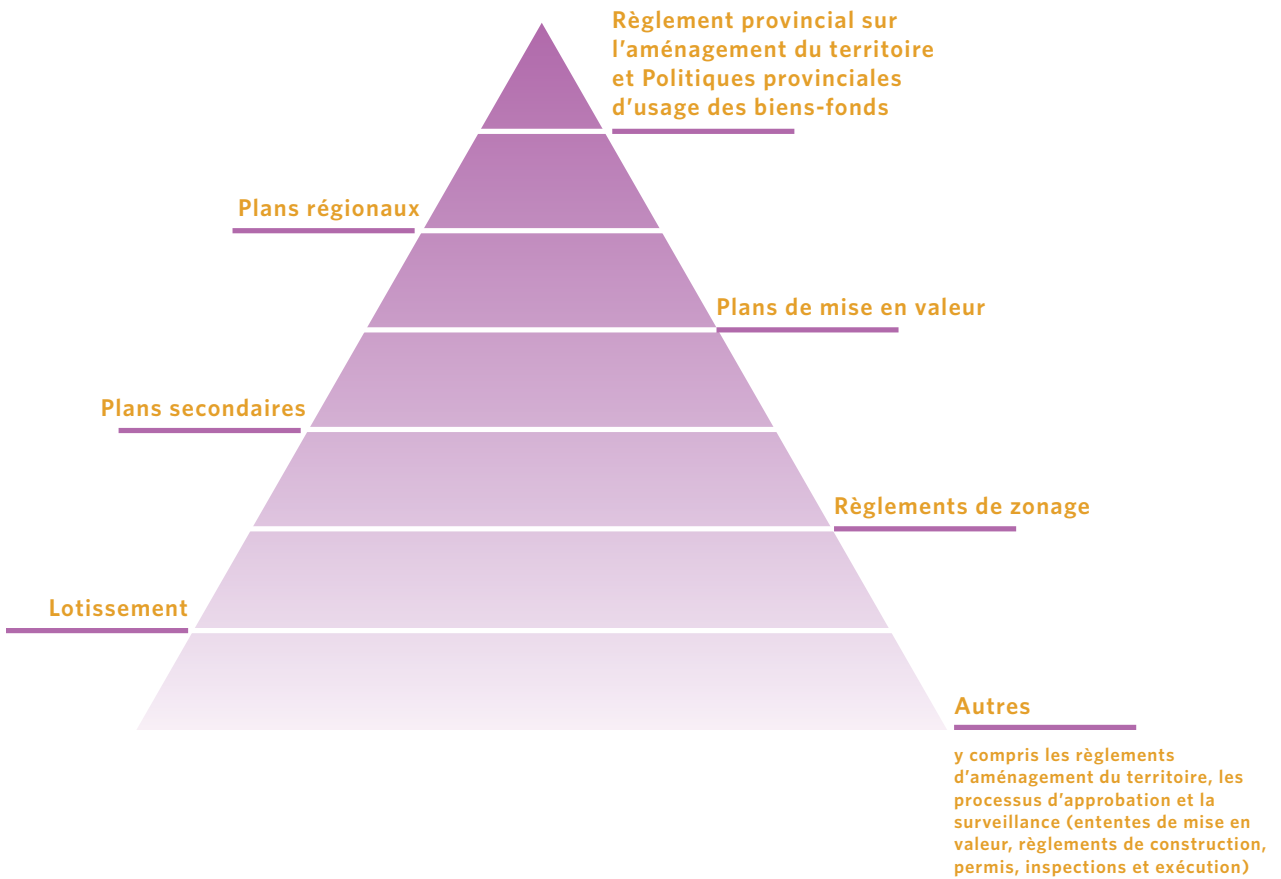 Règlement provincial sur
l’aménagement du territoire
et Politiques provinciales
d’usage des biens-fonds
Plans régionaux
Plans de mise en valeur
Plans secondaires
Règlements de zonage
Lotissement
Autres
y compris les règlements
d’aménagement du territoire, les
processus d’approbation et la
surveillance (ententes de mise en
valeur, règlements de construction,
permis, inspections et exécution)